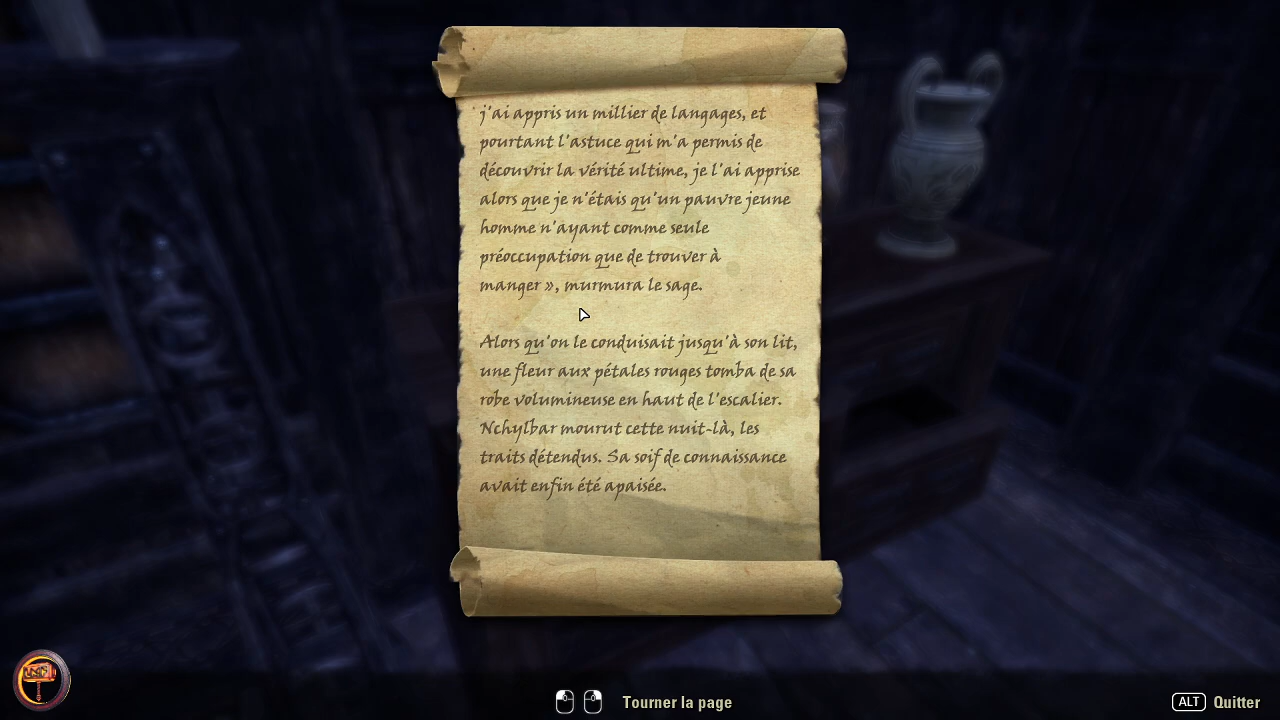 j'ai appris un millier de langages, et
pourtant l'astuce qui m'a permis de
découvrir la vérité ultime, je l'ai apprise
alors que je n'étais qu'un pauvre jeune
homme n'ayant comme seule
préoccupation que de trouver à
manger », murmura le sage.
Alors qu'on le conduisait jusqu'à son lit,
une fleur aux pétales rouges tomba de sa
robe volumineuse en haut de l'escalier.
Nchylbar mourut cette nuit-là, les
traits détendus. Sa soif de connaissance
avait enfin été apaisée.
Tourner la page
ALT Quitter